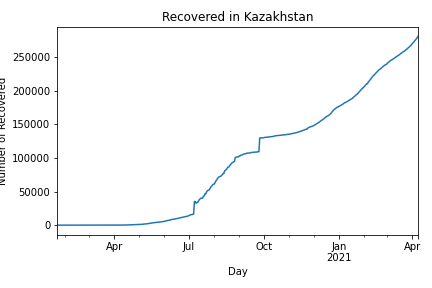 Recovered in Kazakhstan
Number of Recovered
250000
200000
150000
100000
50000
0
Apr
Jul
Oct
Jan
2021
Apr
Day